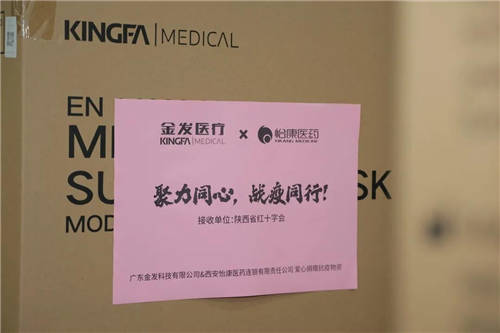 KINGFA | MEDICAL
EN
ME
SU SK
MOD
金发医疗 × 怡康医药
KINGFA | MEDICAL YIKANG MEDICINE
聚力同心，战疫同行！
接收单位:陕西省红十字会
广东金发科技有限公司&西安怡康医药连锁有限责任公司 爱心捐赠抗疫物资